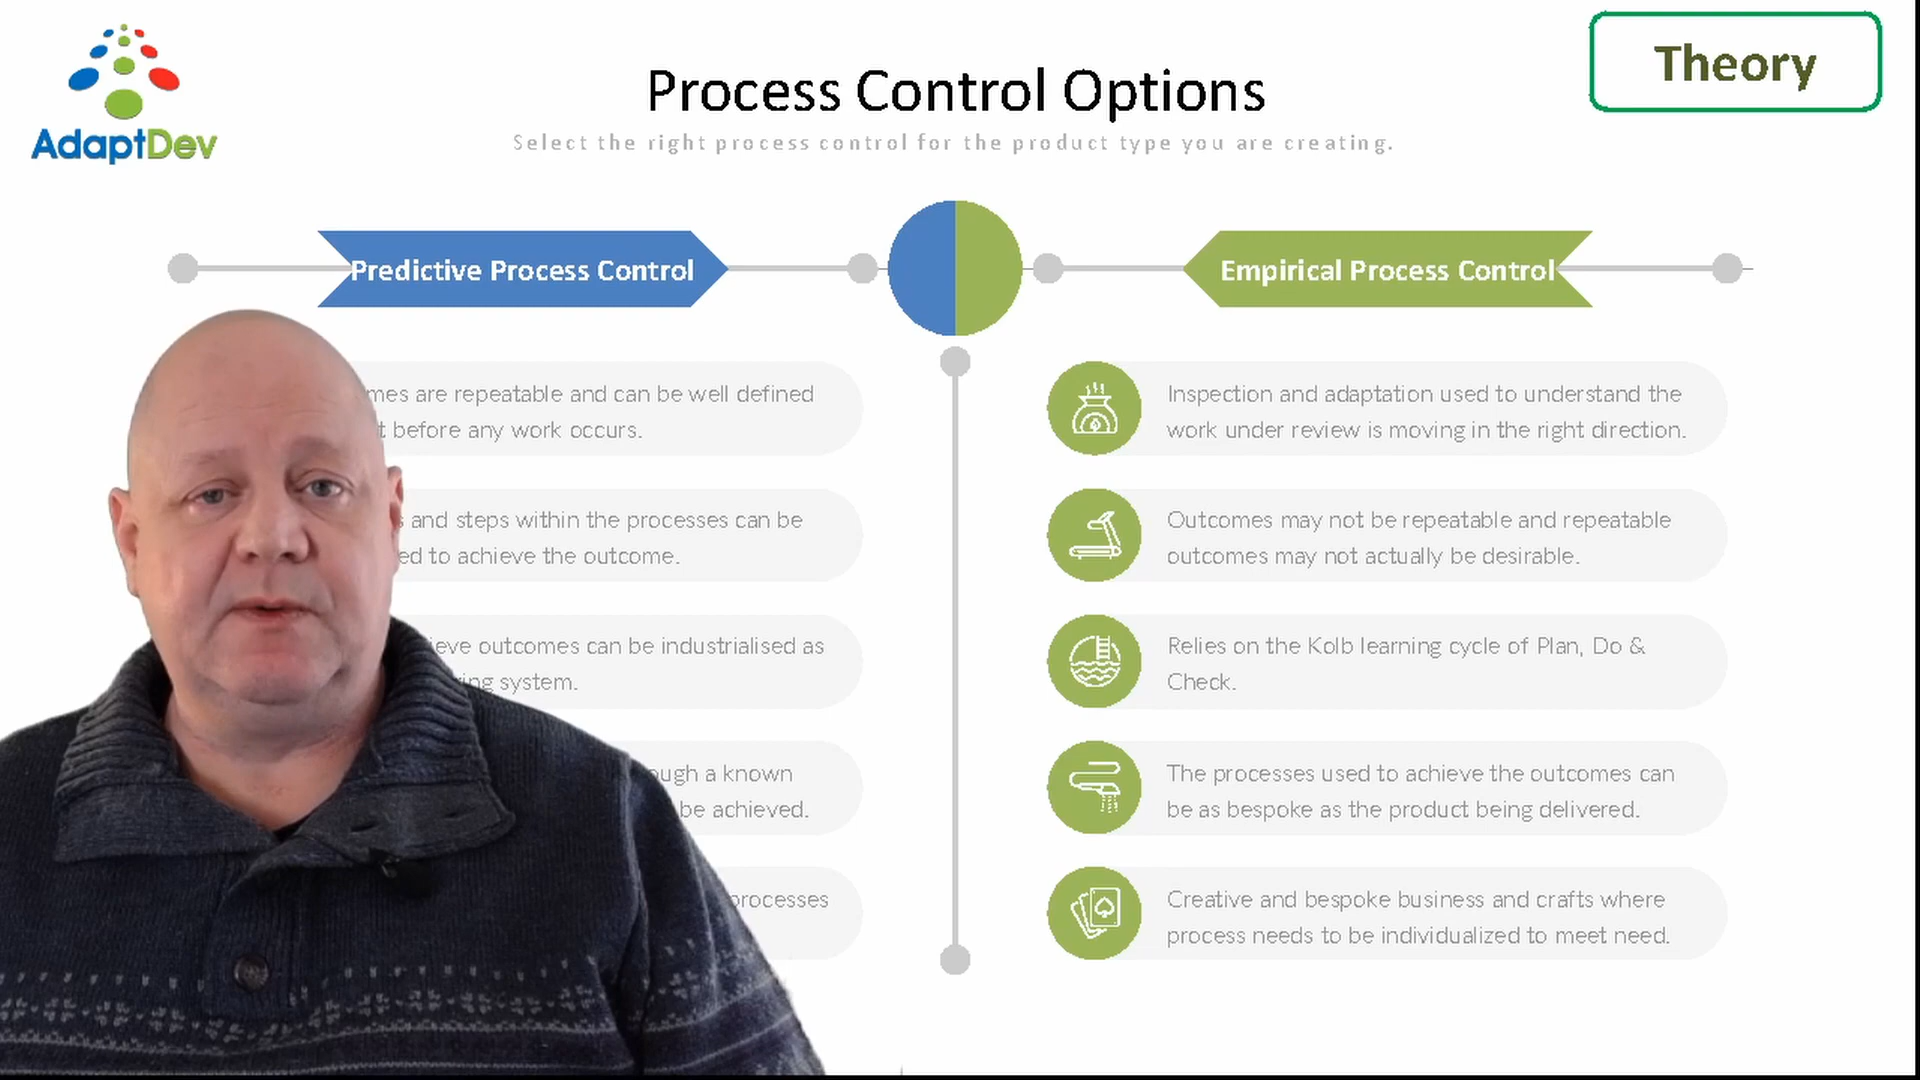 AdaptDev
Process Control Options
Select the right process control for the product type you are creating.
Theory
Predictive Process Control
are repeatable and can be well defined
before any work occurs.
and steps within the processes can be
to achieve the outcome.
outcomes can be industrialised as
system.
a known
be achieved.
processes
Empirical Process Control
Inspection and adaptation used to understand the
work under review is moving in the right direction.
Outcomes may not be repeatable and repeatable
outcomes may not actually be desirable.
Relies on the Kolb learning cycle of Plan, Do &
Check.
The processes used to achieve the outcomes can
be as bespoke as the product being delivered.
Creative and bespoke business and crafts where
process needs to be individualized to meet need.